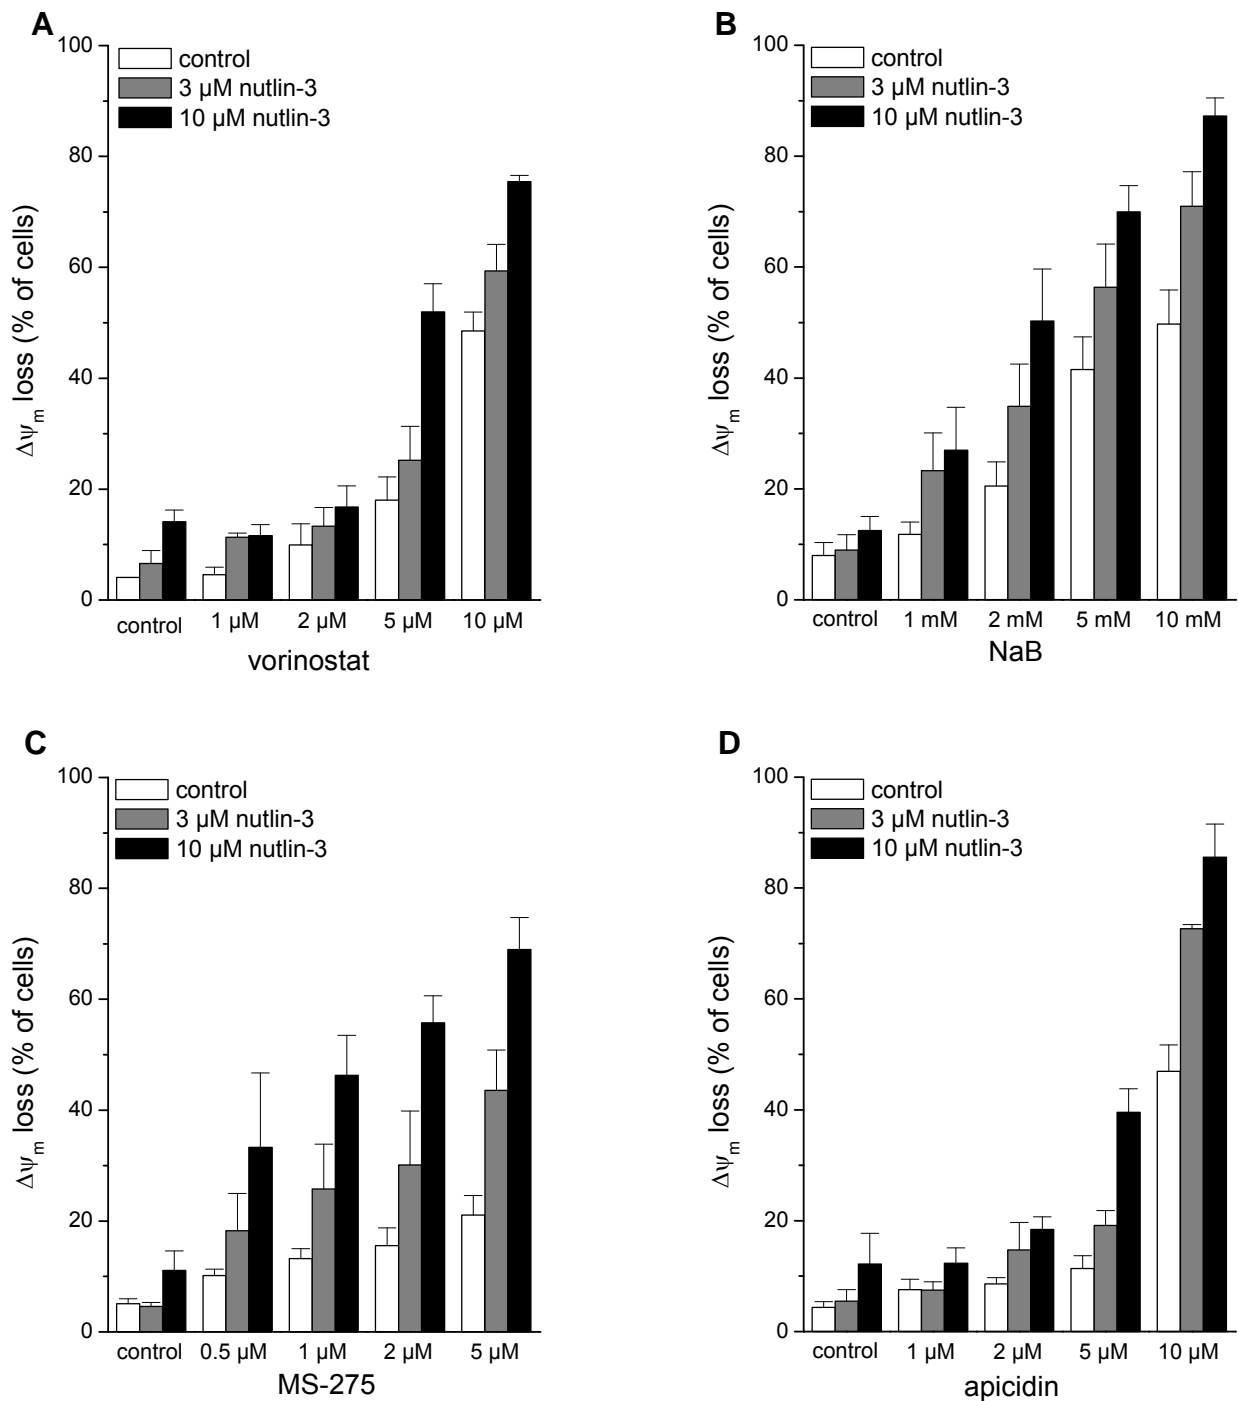 A
100
80
60
40
20
0
Δψm loss (% of cells)
control
3 µM nutlin-3
10 µM nutlin-3
control 1 µM 2 µM 5 µM 10 µM
vorinostat
B
100
80
60
40
20
0
Δψm loss (% of cells)
control
3 µM nutlin-3
10 µM nutlin-3
control 1 mM 2 mM 5 mM 10 mM
NaB
C
100
80
60
40
20
0
Δψm loss (% of cells)
control
3 µM nutlin-3
10 µM nutlin-3
control 0.5 µM 1 µM 2 µM 5 µM
MS-275
D
100
80
60
40
20
0
Δψm loss (% of cells)
control
3 µM nutlin-3
10 µM nutlin-3
control 1 µM 2 µM 5 µM 10 µM
apicidin